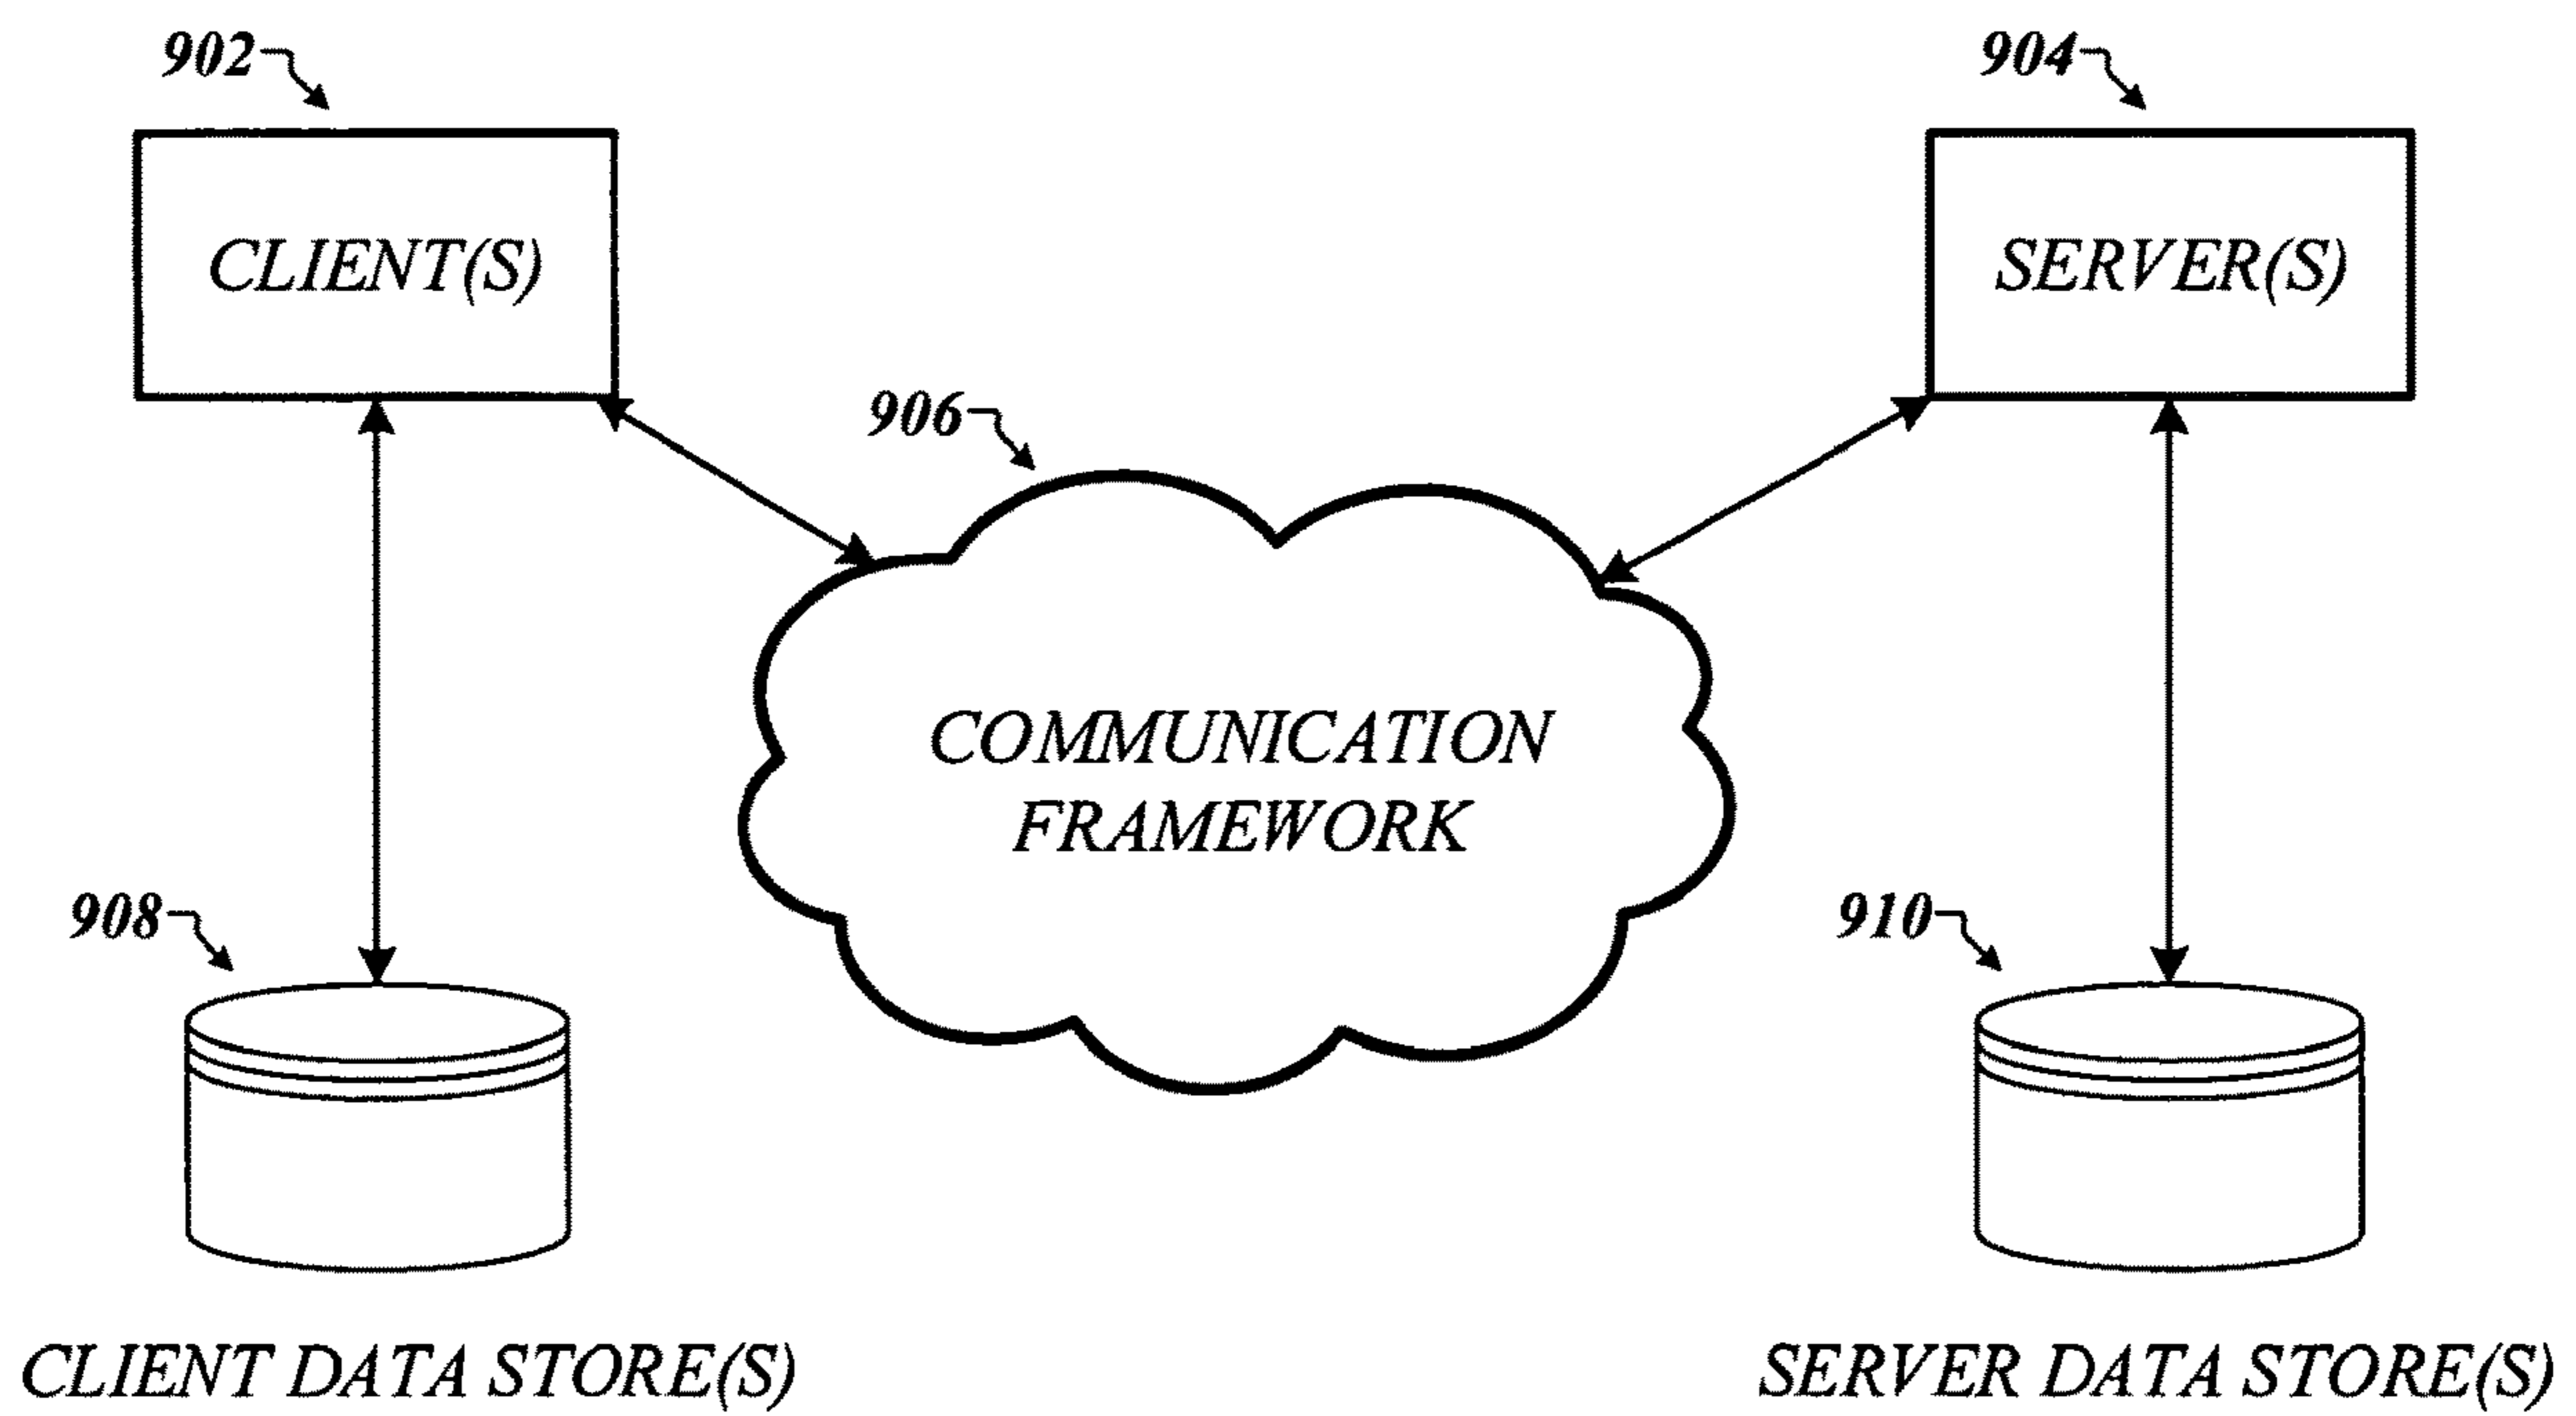 902
904
CLIENT(S)
SERVER(S)
906
COMMUNICATION
FRAMEWORK
908
910
CLIENT DATA STORE(S)
SERVER DATA STORE(S)